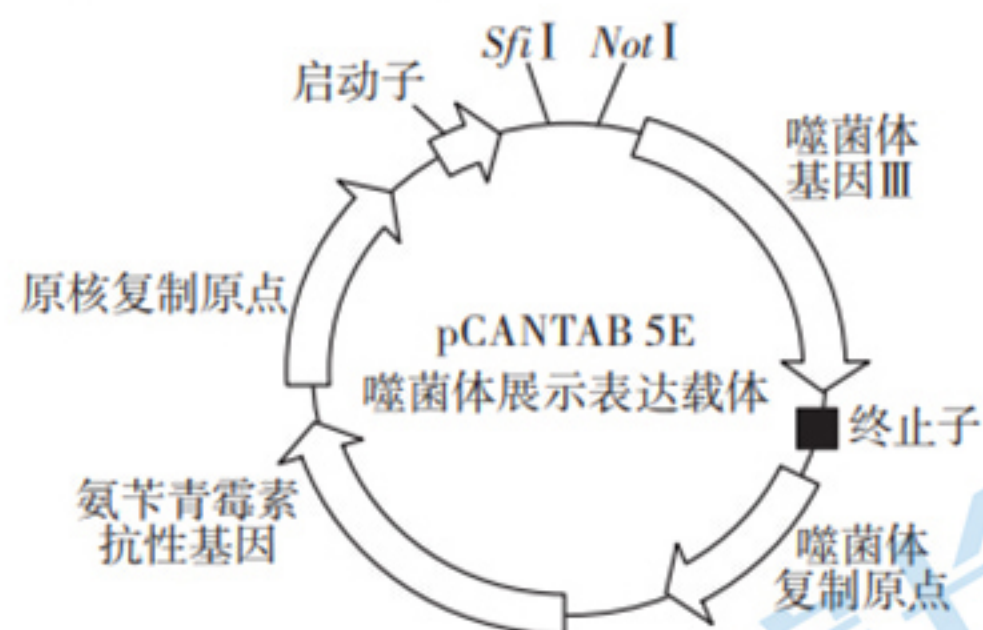 SfiⅠ NotⅠ
启动子
噬菌体
基因Ⅲ
原核复制原点
pCANTAB 5E
噬菌体展示表达载体
终止子
氨苄青霉素
抗性基因
噬菌体
复制原点